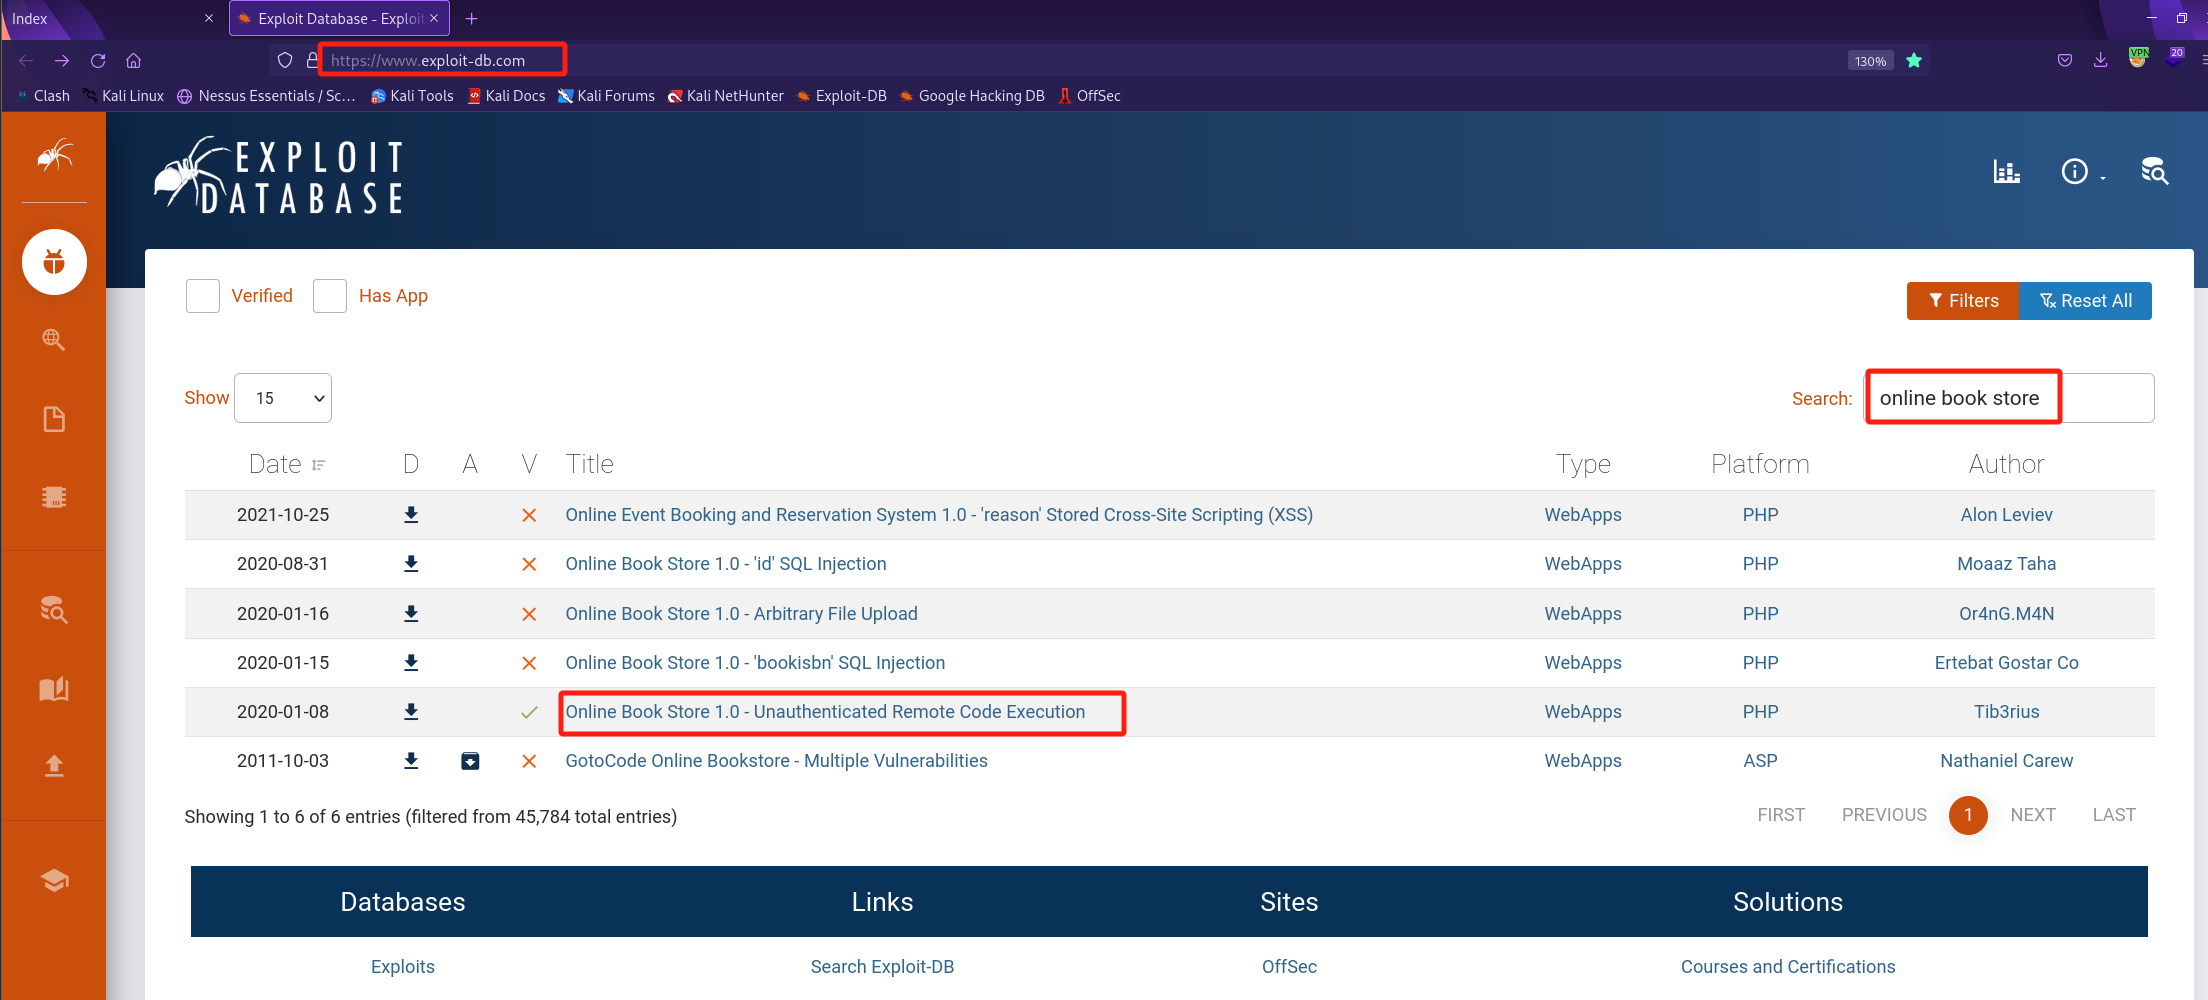 Index
Exploit Database - Exploit
https://www.exploit-db.com
130%
VPN
20
Clash
Kali Linux
Nessus Essentials / Sc...
Kali Tools
Kali Docs
Kali Forums
Kali NetHunter
Exploit-DB
Google Hacking DB
OffSec
EXPLOIT
DATABASE
Verified
Has App
Filters
Reset All
Show 15
Search: online book store
Date D A V Title Type Platform Author
2021-10-25 Online Event Booking and Reservation System 1.0 - 'reason' Stored Cross-Site Scripting (XSS) WebApps PHP Alon Leviev
2020-08-31 Online Book Store 1.0 - 'id' SQL Injection WebApps PHP Moaaz Taha
2020-01-16 Online Book Store 1.0 - Arbitrary File Upload WebApps PHP Or4nG.M4N
2020-01-15 Online Book Store 1.0 - 'bookisbn' SQL Injection WebApps PHP Ertebat Gostar Co
2020-01-08 Online Book Store 1.0 - Unauthenticated Remote Code Execution WebApps PHP Tib3rius
2011-10-03 GotoCode Online Bookstore - Multiple Vulnerabilities WebApps ASP Nathaniel Carew
Showing 1 to 6 of 6 entries (filtered from 45,784 total entries)
FIRST PREVIOUS 1 NEXT LAST
Databases Links Sites Solutions
Exploits Search Exploit-DB OffSec Courses and Certifications